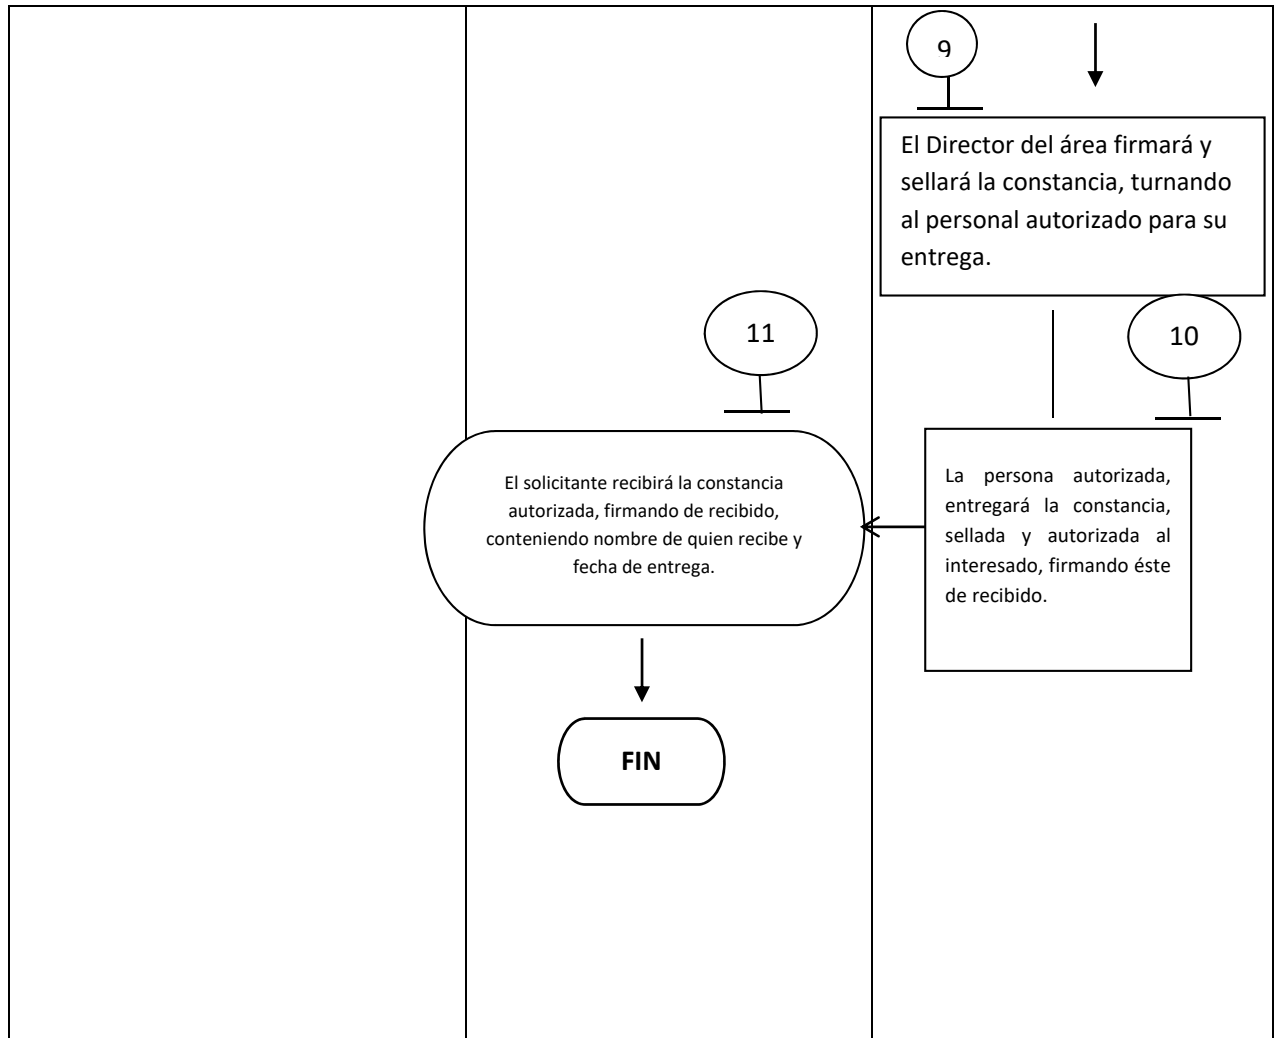 9
El Director del área firmará y
sellará la constancia, turnando
al personal autorizado para su
entrega.
10
La persona autorizada,
entregará la constancia,
sellada y autorizada al
interesado, firmando éste
de recibido.
11
El solicitante recibirá la constancia
autorizada, firmando de recibido,
conteniendo nombre de quien recibe y
fecha de entrega.
FIN